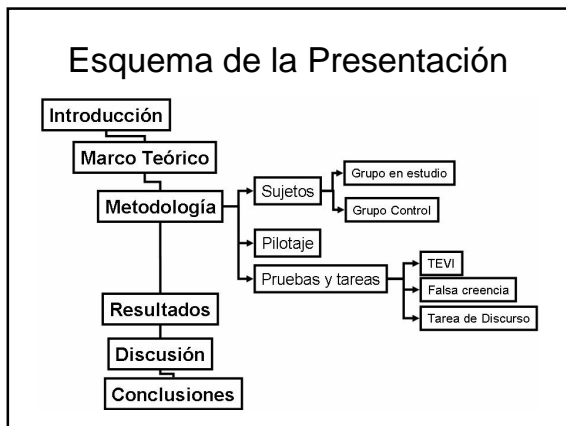 Esquema de la Presentación
Introducción
Marco Teórico
Metodología
Sujetos
Grupo en estudio
Grupo Control
Pilotaje
Pruebas y tareas
TEVI
Falsa creencia
Tarea de Discurso
Resultados
Discusión
Conclusiones